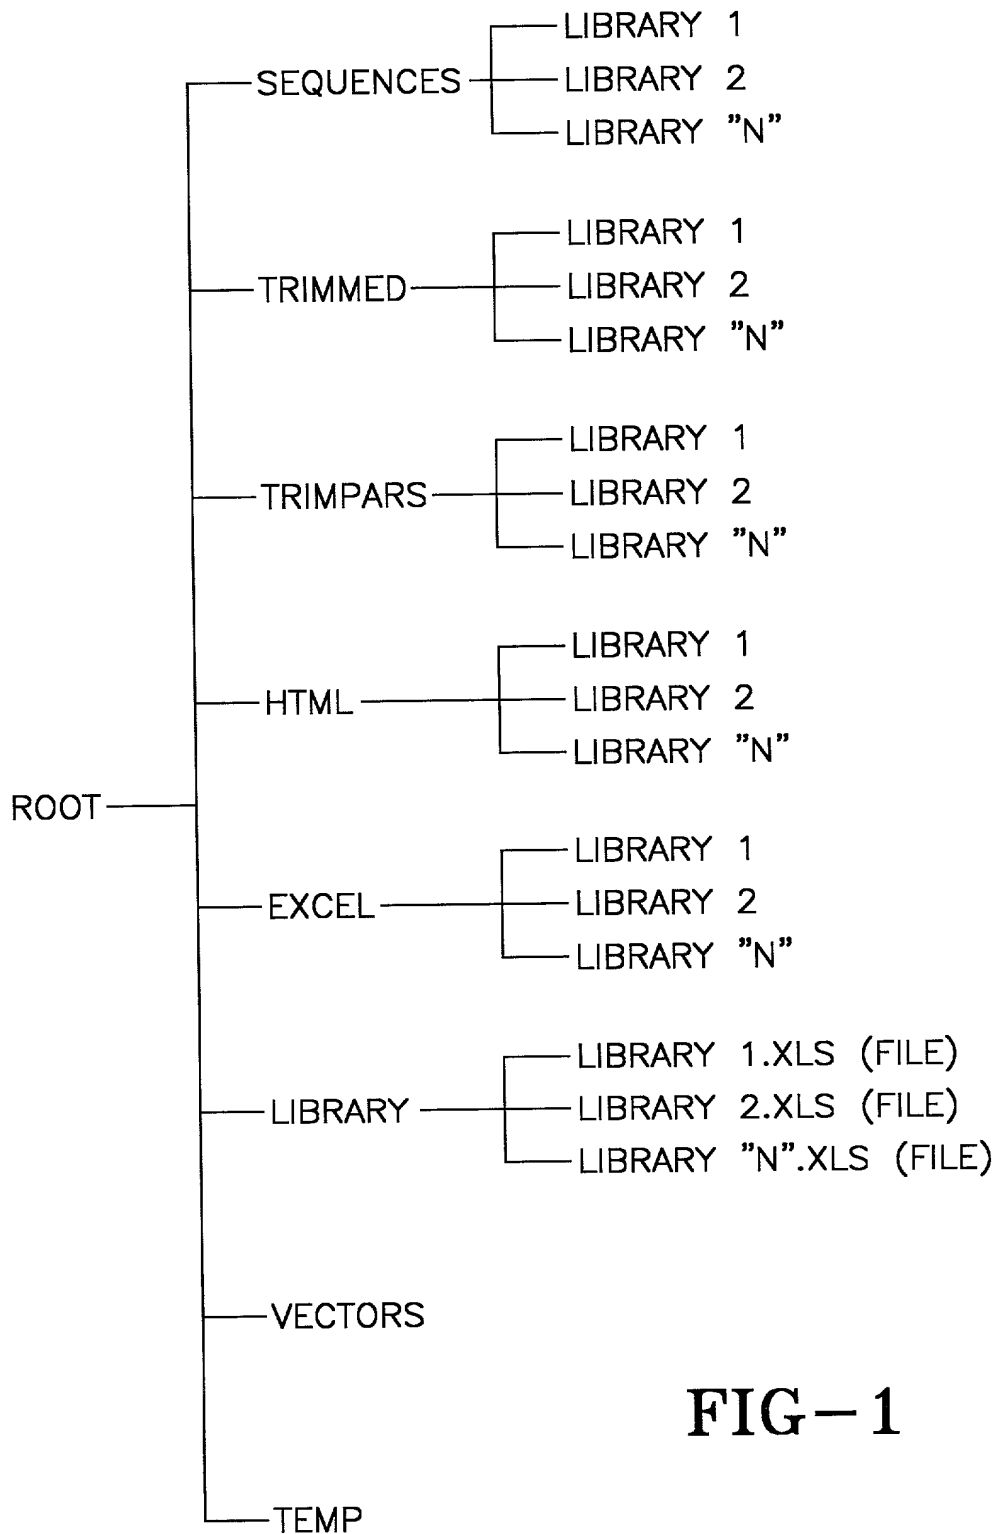 LIBRARY 1
SEQUENCES
LIBRARY 2
LIBRARY ”N”
LIBRARY 1
TRIMMED
LIBRARY 2
LIBRARY ”N”
LIBRARY 1
TRIMPARS
LIBRARY 2
LIBRARY ”N”
LIBRARY 1
HTML
LIBRARY 2
LIBRARY ”N”
ROOT
LIBRARY 1
EXCEL
LIBRARY 2
LIBRARY ”N”
LIBRARY 1.XLS (FILE)
LIBRARY
LIBRARY 2.XLS (FILE)
LIBRARY ”N”.XLS (FILE)
VECTORS
FIG-1
TEMP